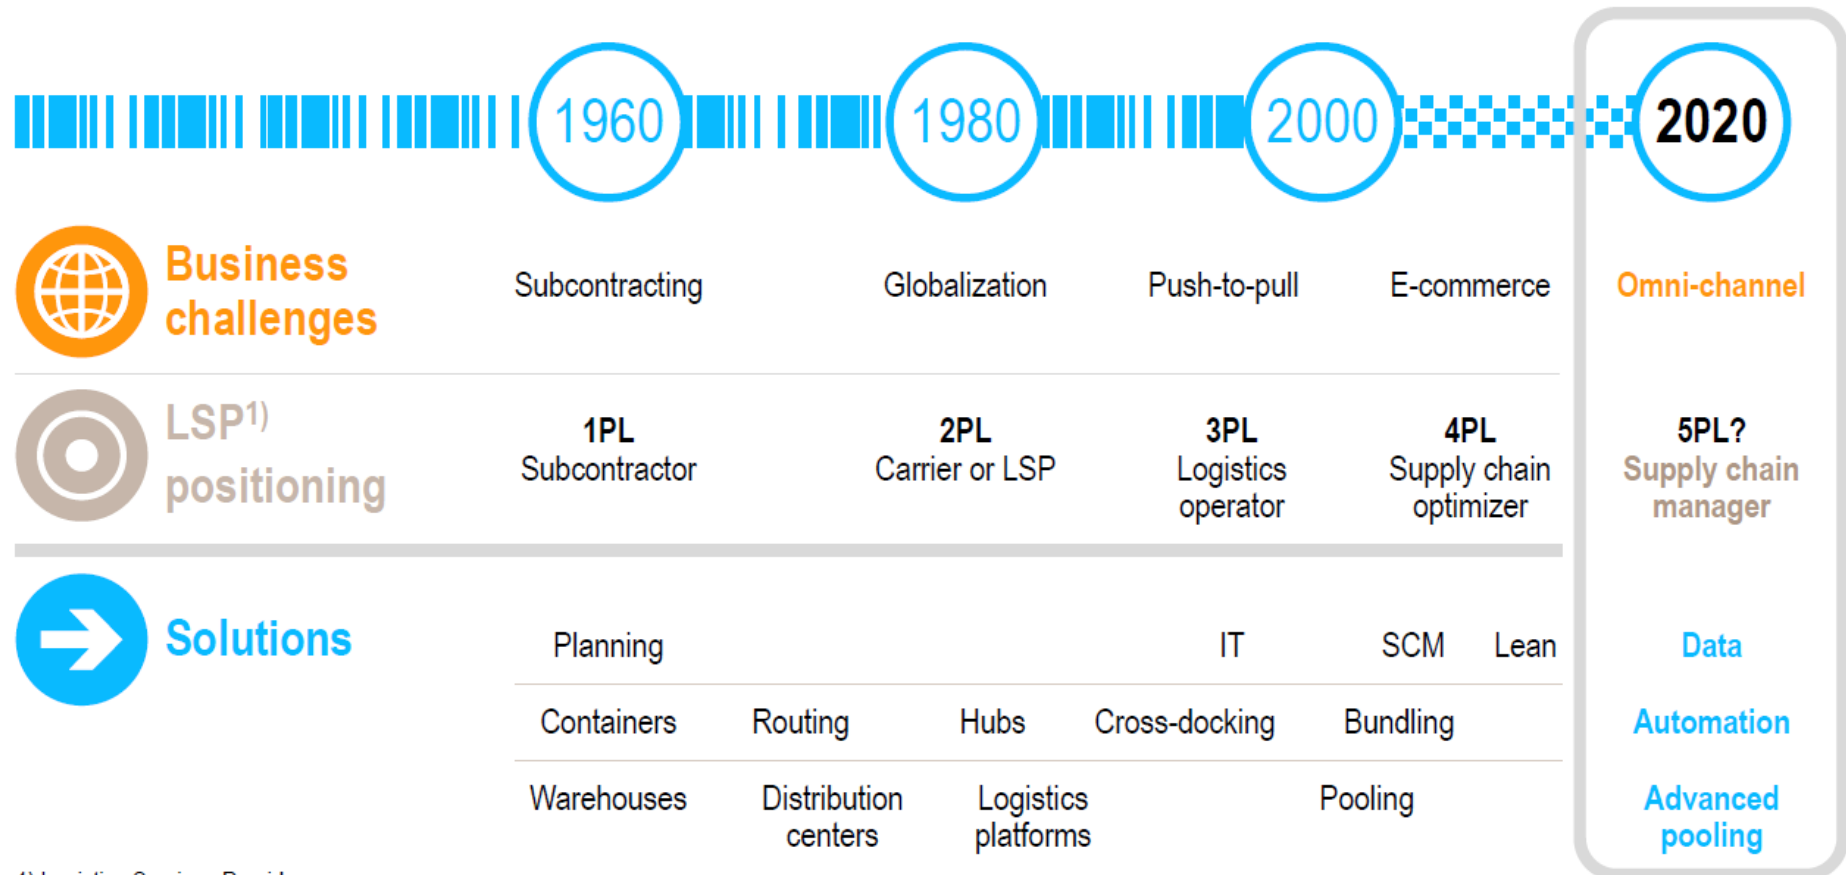 1960 1980 2000 2020
Business
challenges
Subcontracting Globalization Push-to-pull E-commerce Omni-channel
LSP1)
positioning
1PL 2PL 3PL 4PL 5PL?
Subcontractor Carrier or LSP Logistics Supply chain Supply chain
operator optimizer manager
Solutions
Planning IT SCM Lean Data
Containers Routing Hubs Cross-docking Bundling Automation
Warehouses Distribution Logistics Pooling Advanced
centers platforms pooling